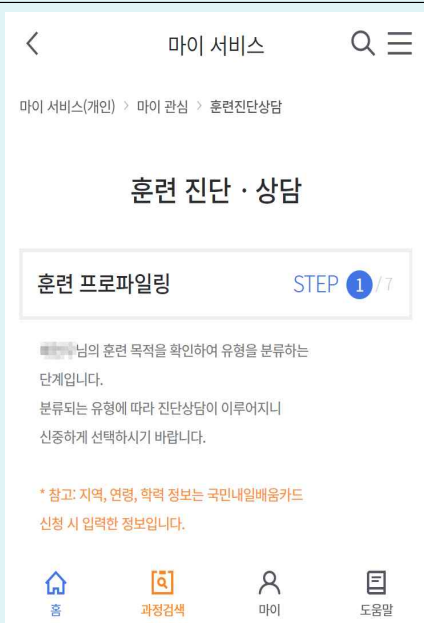 마이 서비스
마이 서비스(개인) > 마이 관심 > 훈련진단상담
훈련 진단 · 상담
훈련 프로파일링 STEP 1 / 7
님의 훈련 목적을 확인하여 유형을 분류하는
단계입니다.
분류되는 유형에 따라 진단상담이 이루어지니
신중하게 선택하시기 바랍니다.
* 참고: 지역, 연령, 학력 정보는 국민내일배움카드
신청 시 입력한 정보입니다.
홈 과정검색 마이 도움말